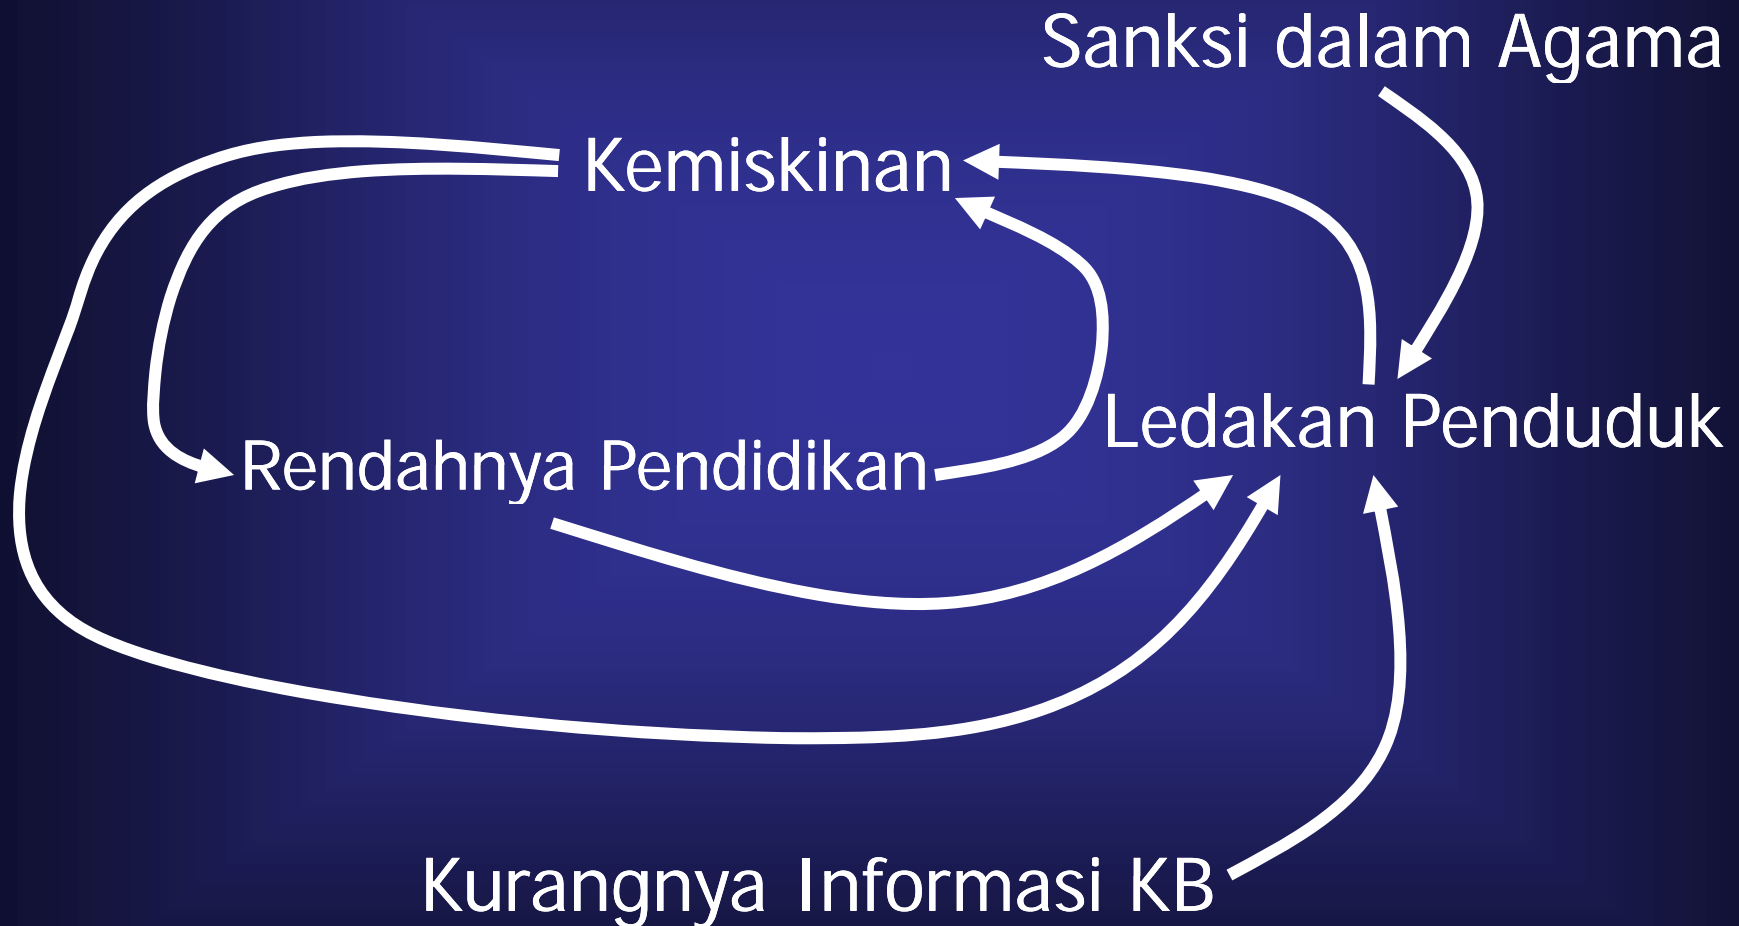 Sanksi dalam Agama
Kemiskinan
Ledakan Penduduk
Rendahnya Pendidikan
Kurangnya Informasi KB